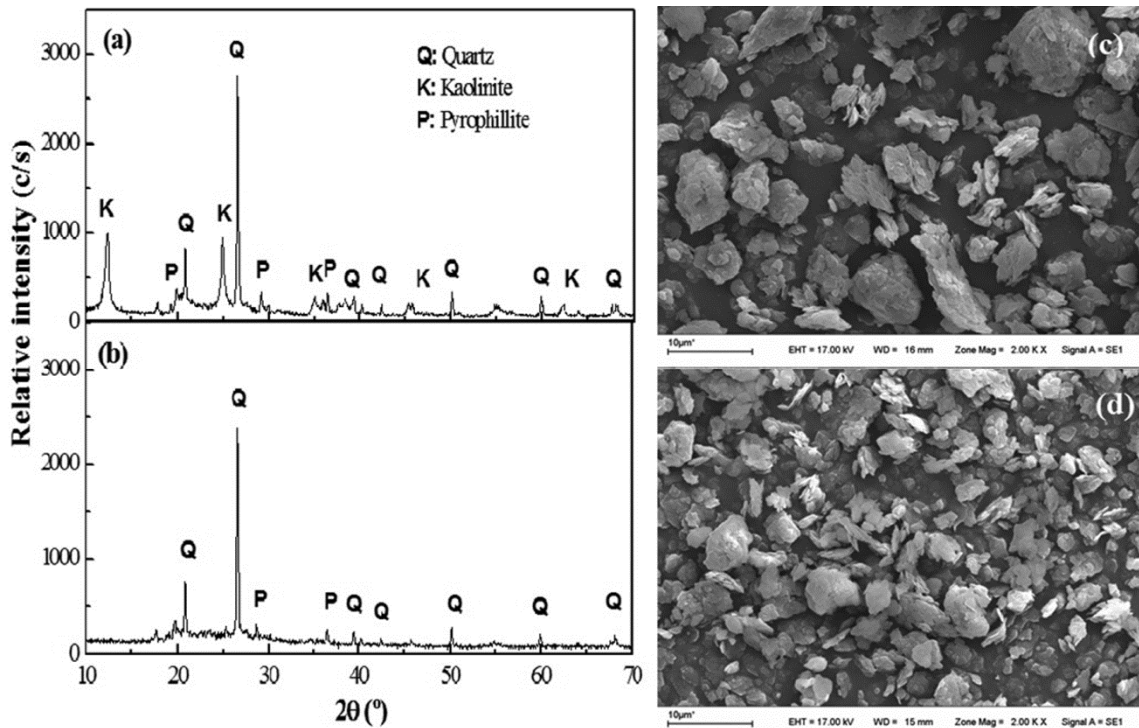 (a)
Q
Q: Quartz
K: Kaolinite
P: Pyrophillite
K
P
Q
K
P
K
P
Q
Q
K
Q
Q
K
Q
3000
2000
1000
0
(b)
Q
Q
P
P
Q
Q
Q
Q
Q
3000
2000
1000
0
10 20 30 40 50 60 70
2θ (º)
Relative intensity (c/s)
(c)
10µm*
EHT = 17.00 kV WD = 16 mm Zone Mag = 2.00 K X Signal A = SE1
(d)
10µm*
EHT = 17.00 kV WD = 15 mm Zone Mag = 2.00 K X Signal A = SE1